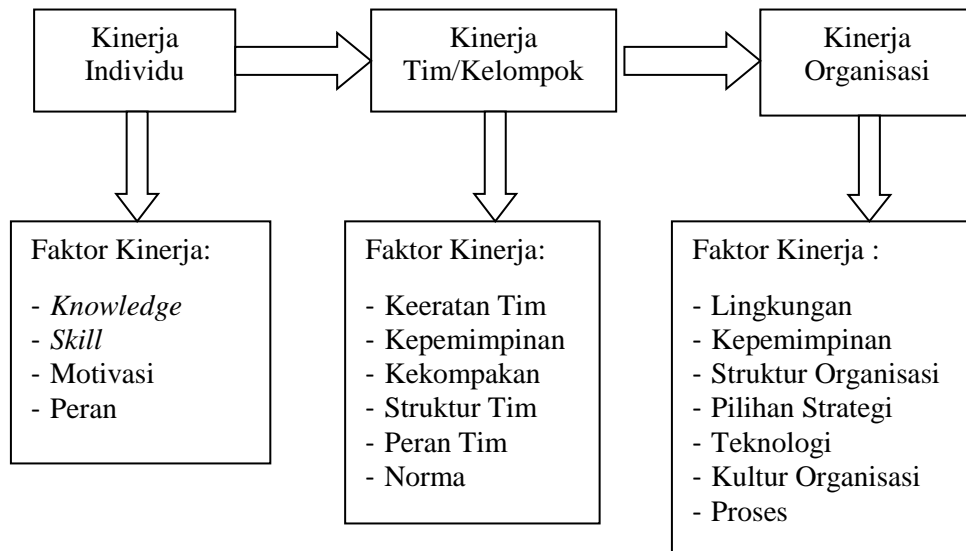 Kinerja
Individu
Kinerja
Tim/Kelompok
Kinerja
Organisasi
Faktor Kinerja:
- Knowledge
- Skill
- Motivasi
- Peran
Faktor Kinerja:
- Keeratan Tim
- Kepemimpinan
- Kekompakan
- Struktur Tim
- Peran Tim
- Norma
Faktor Kinerja :
- Lingkungan
- Kepemimpinan
- Struktur Organisasi
- Pilihan Strategi
- Teknologi
- Kultur Organisasi
- Proses